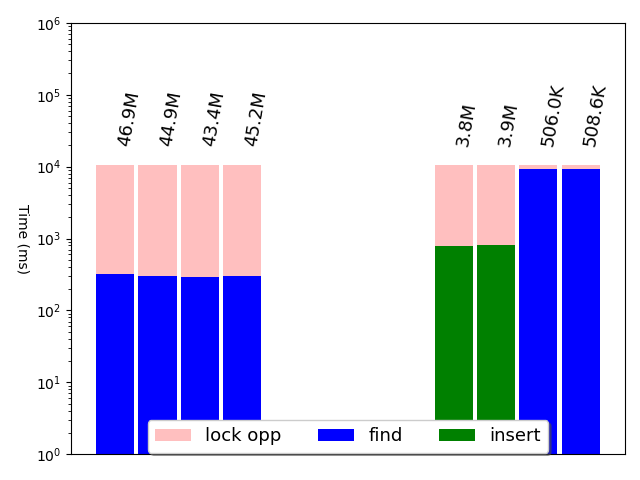 10^6
10^5
10^4
10^3
10^2
10^1
10^0
Time (ms)
46.9M
44.9M
43.4M
45.2M
3.8M
3.9M
506.0K
508.6K
lock opp find insert